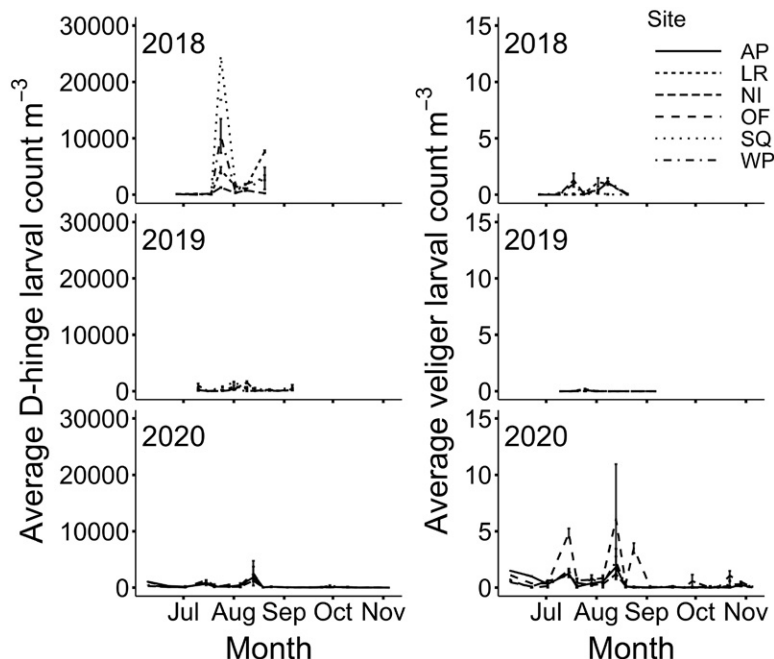 Average D-hinge larval count m⁻³
30000
20000
10000
0
2018
30000
20000
10000
0
2019
30000
20000
10000
0
2020
Jul Aug Sep Oct Nov
Month
Average veliger larval count m⁻³
15
10
5
0
2018
15
10
5
0
2019
15
10
5
0
2020
Jul Aug Sep Oct Nov
Month
Site
AP
LR
NI
OF
SQ
WP